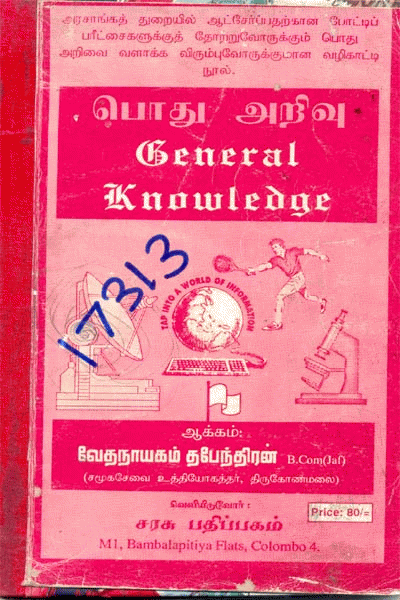 அரசாங்கத் துறையில் ஆட்சேர்ப்பதற்கான போட்டிப்
பரீட்சைகளுக்குத் தோற்றுவோருக்கும் பொது
அறிவை வளாக்க விரும்புவோருக்குமான வழிகாட்டி
நூல்.
பொது அறிவு
General
Knowledge
17313
TAP INTO A WORLD OF INFORMATION
ஆக்கம்:
வேதநாயகம் தபேந்திரன் B.Com(Jaf)
(சமூகசேவை உத்தியோகத்தர், திருகோணமலை)
வெளியீடுவோர் :
Price: 80/=
சரசு பதிப்பகம்
M1, Bambalapitiya Flats, Colombo 4.